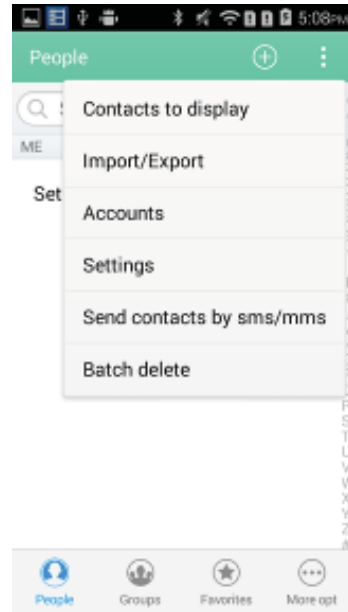 5:08PM
People
Contacts to display
ME
Import/Export
Set
Accounts
Settings
Send contacts by sms/mms
Batch delete
R
S
T
U
V
W
X
Y
Z
#
People
Groups
Favorites
More opt